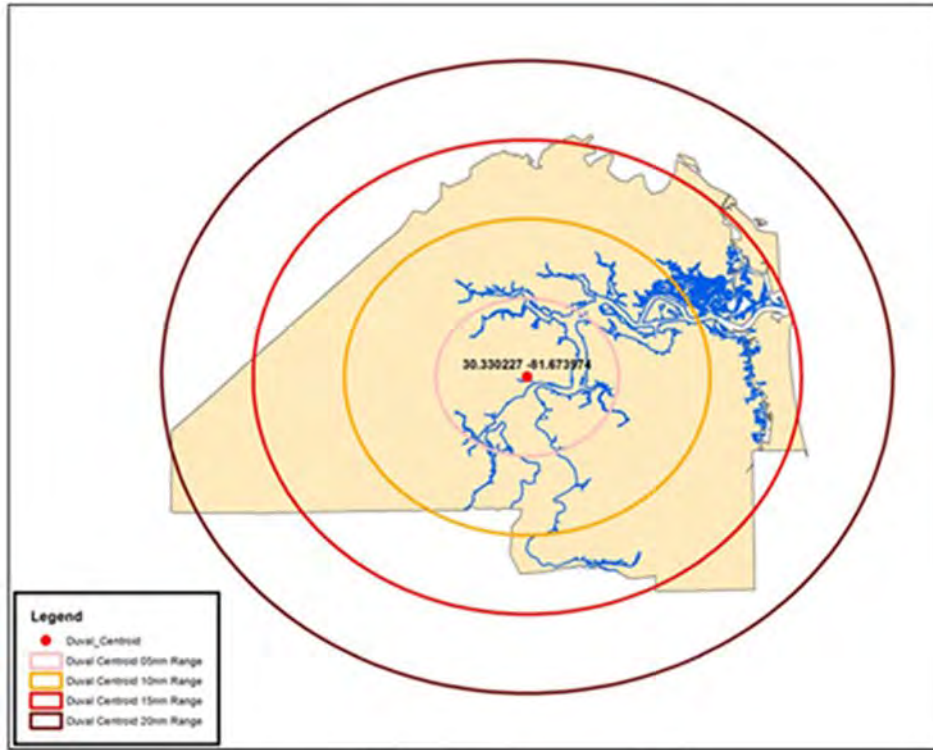 30.330227 -81.673974
Legend
Duval_Centroid
Duval Centroid 05nm Range
Duval Centroid 10nm Range
Duval Centroid 15nm Range
Duval Centroid 20nm Range